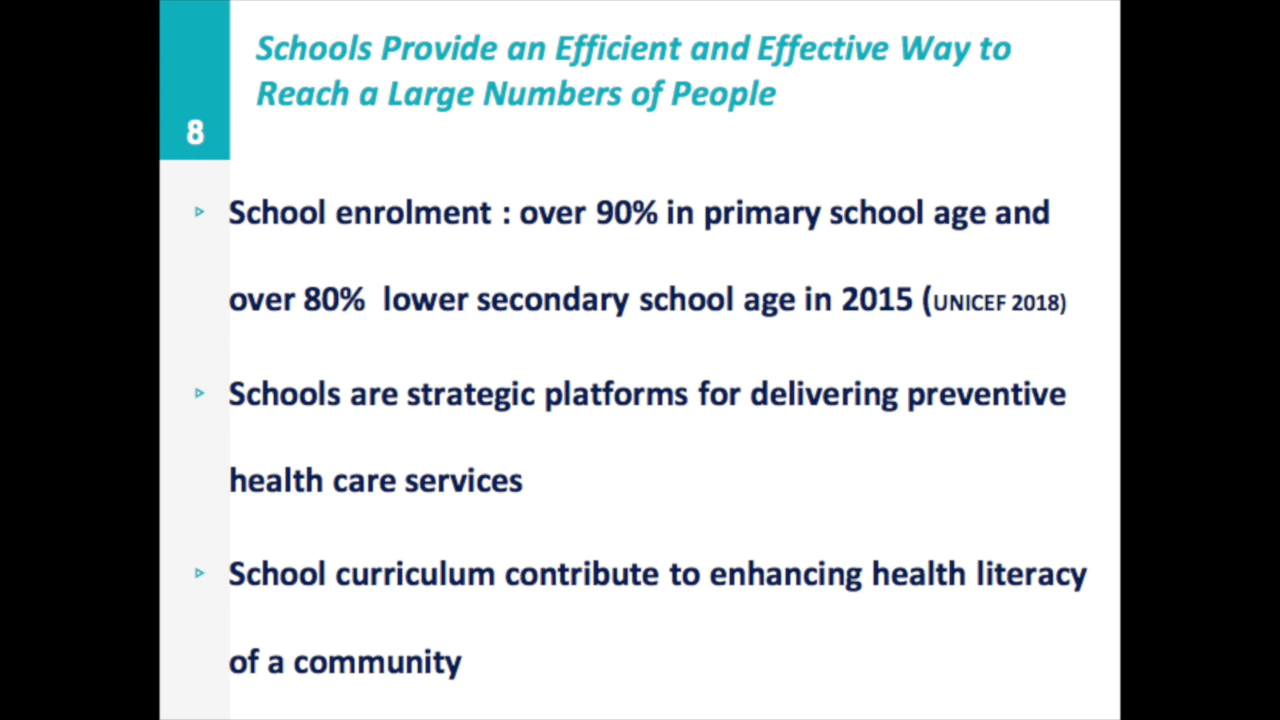 Schools Provide an Efficient and Effective Way to
Reach a Large Numbers of People
8
School enrolment : over 90% in primary school age and
over 80%  lower secondary school age in 2015 (UNICEF 2018)
Schools are strategic platforms for delivering preventive
health care services
School curriculum contribute to enhancing health literacy
of a community